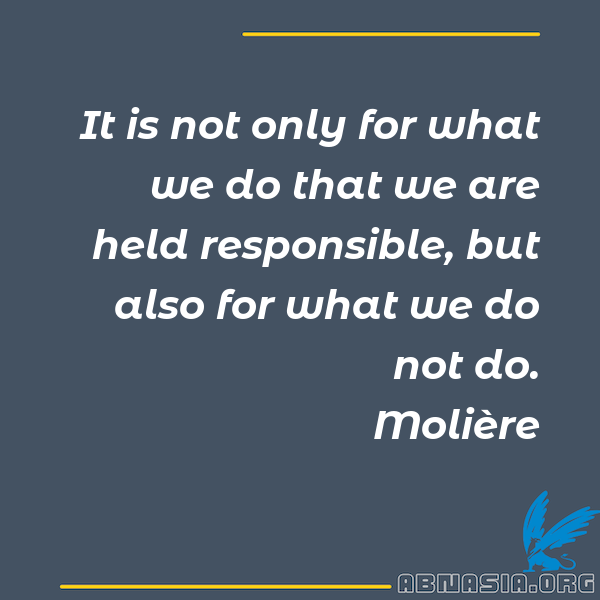 It is not only for what
we do that we are
held responsible, but
also for what we do
not do.
Molière
ABNASIA.ORG